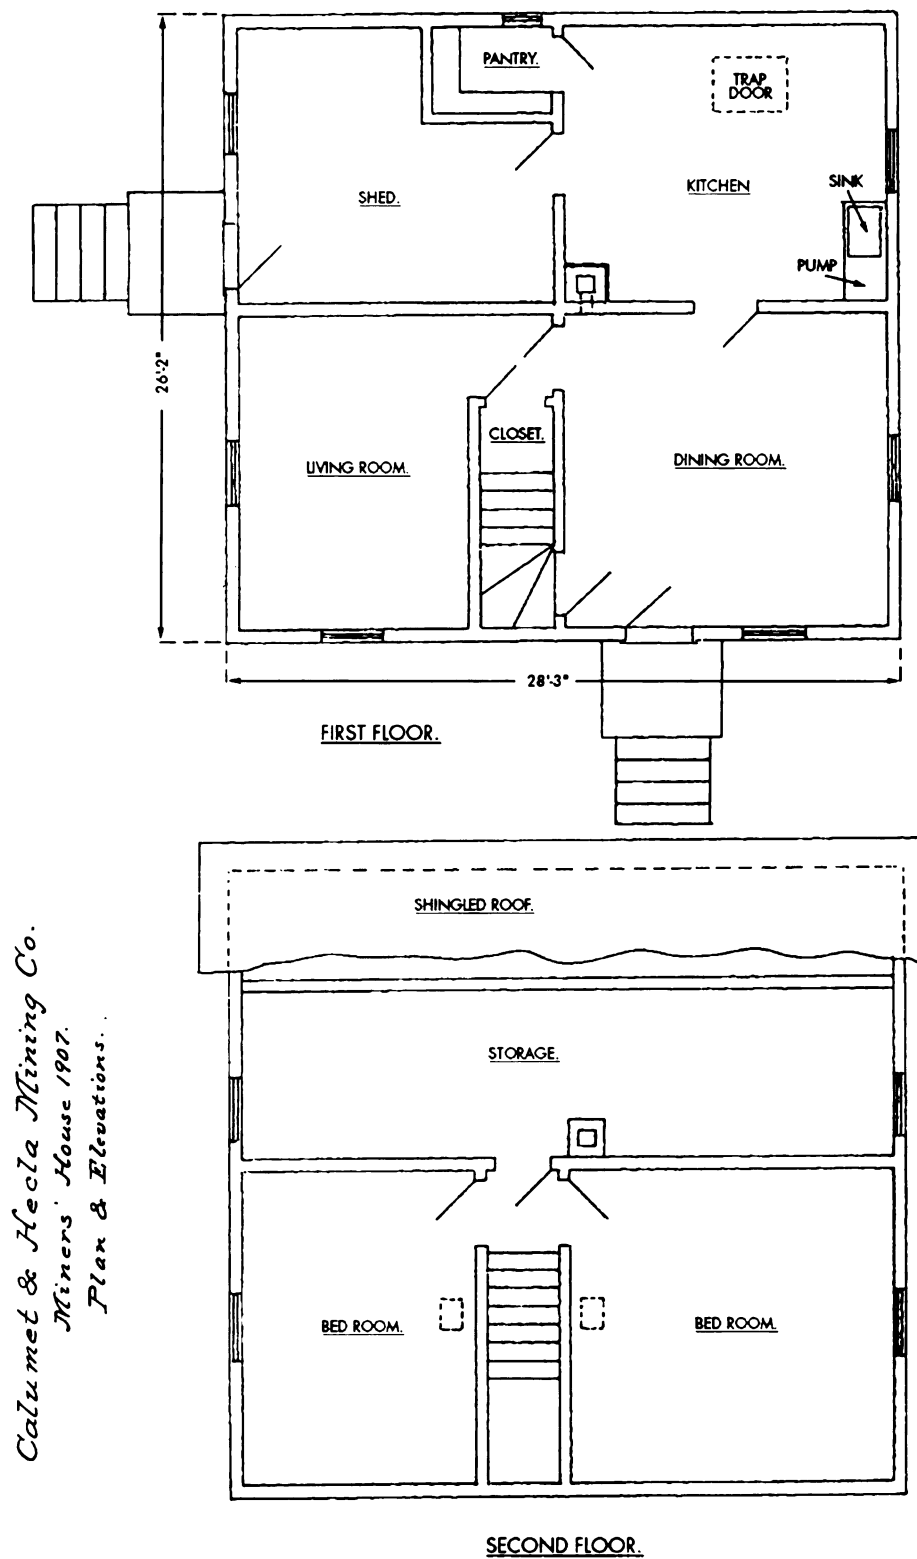 PANTRY.
TRAP
DOOR
SHED.
KITCHEN
SINK
PUMP
26'-2"
CLOSET.
LIVING ROOM.
DINING ROOM.
28'-3"
FIRST FLOOR.
SHINGLED ROOF.
STORAGE.
BED ROOM.
BED ROOM.
SECOND FLOOR.
Calumet & Hecla Mining Co.
Miners' House 1907.
Plan & Elevations..